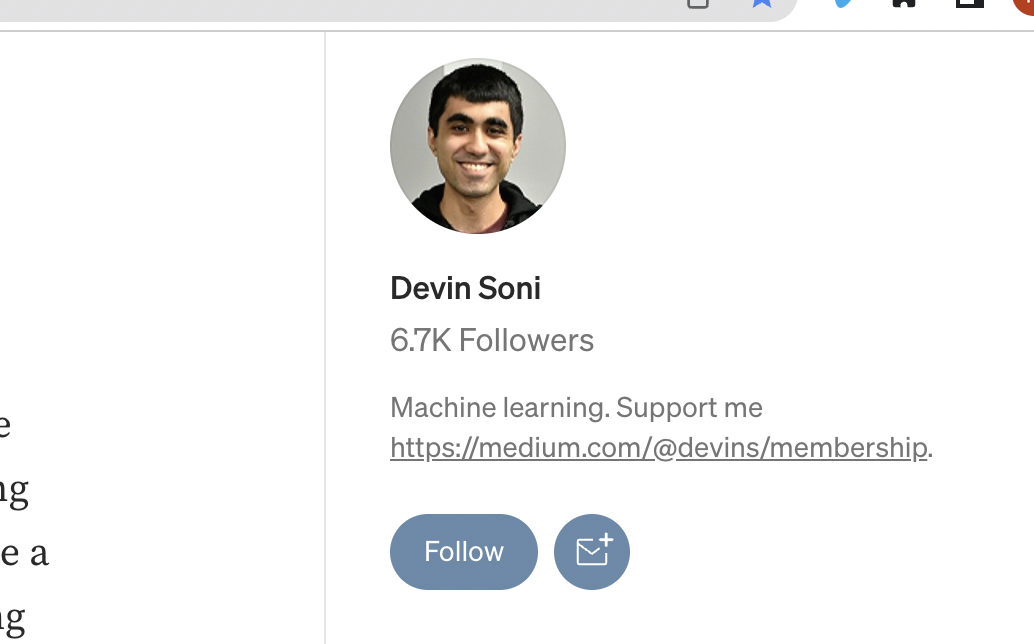 Devin Soni
6.7K Followers
Machine learning. Support me
https://medium.com/@devins/membership.
e
ng
e a
ng
Follow